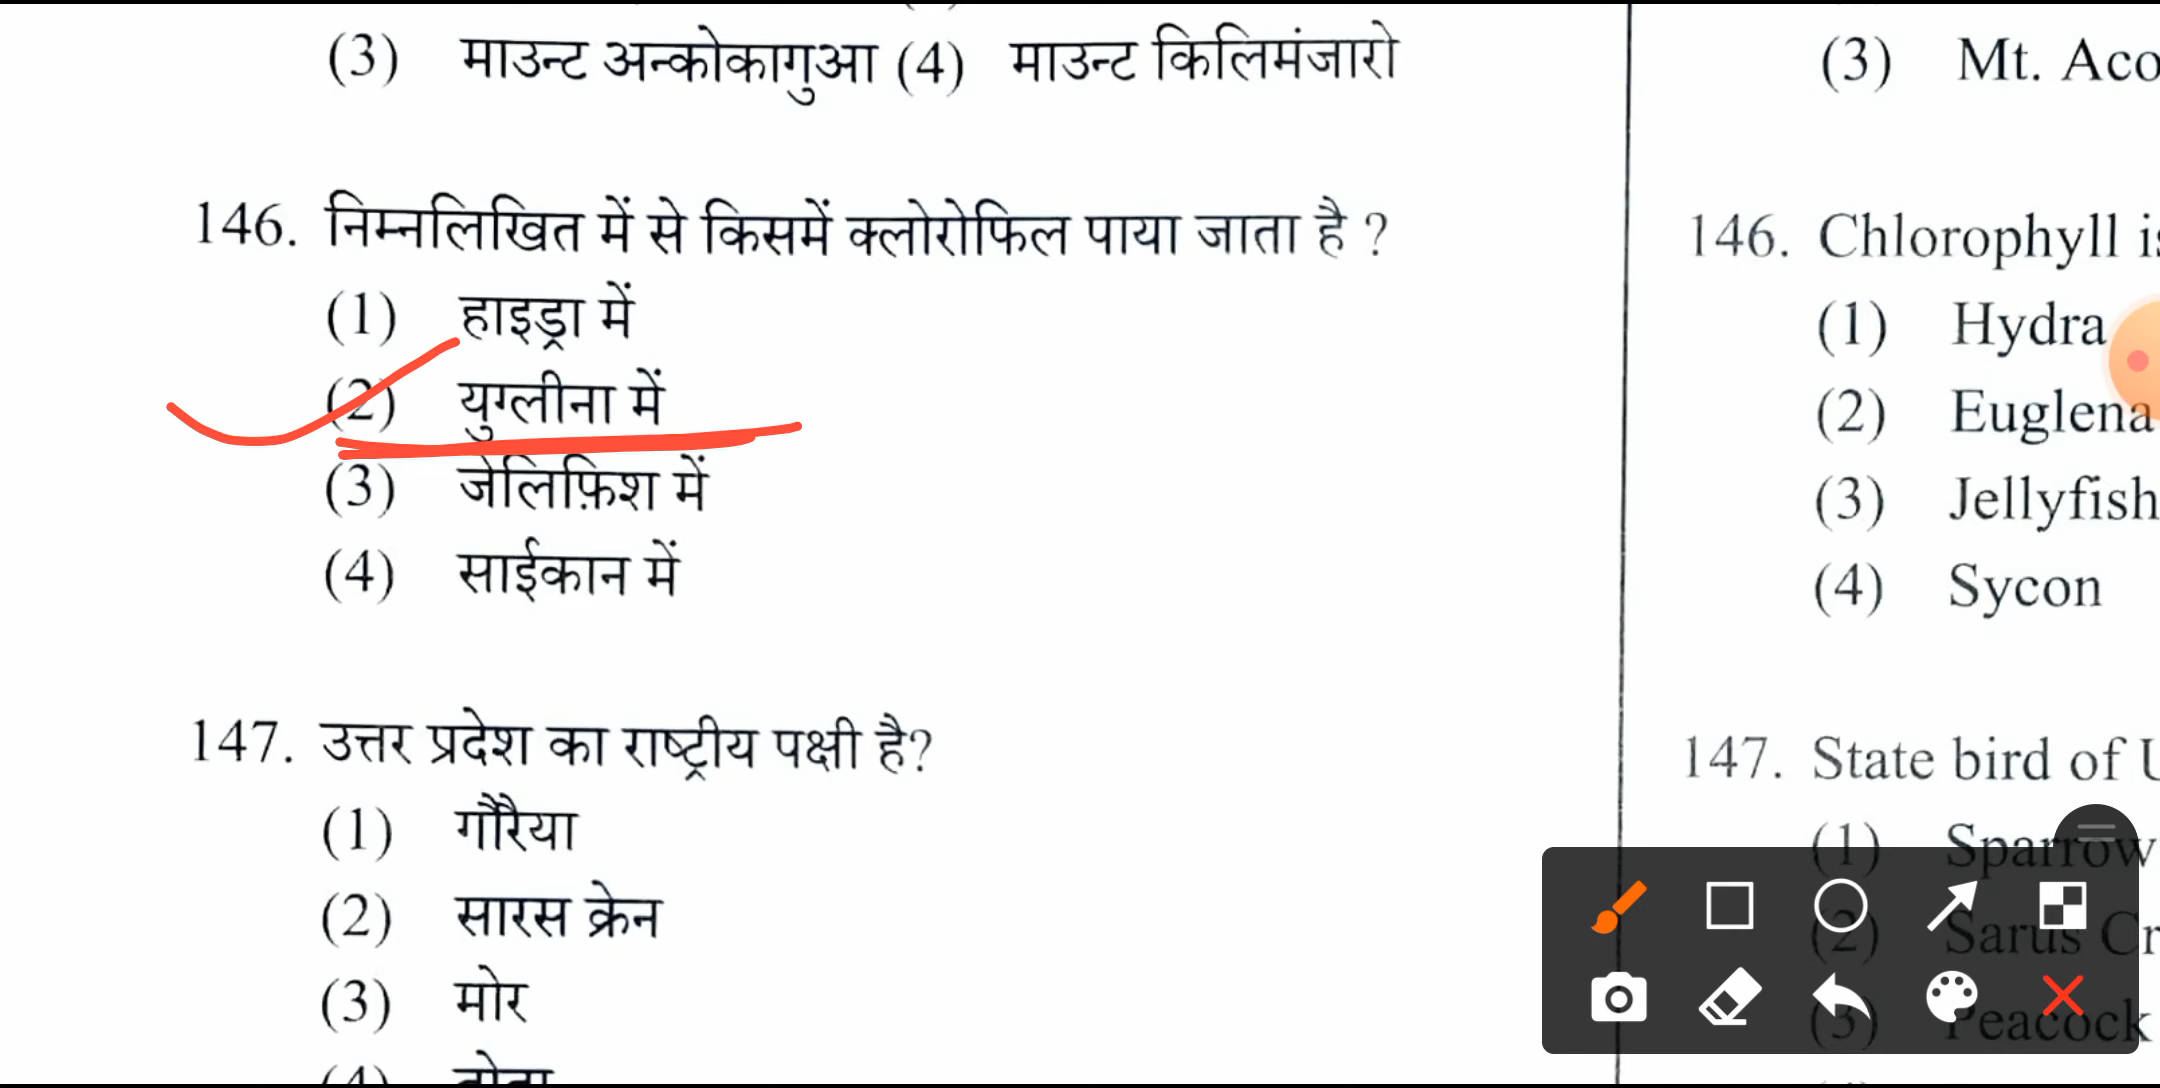 (3) माउन्ट अन्कोकागुआ (4) माउन्ट किलिमंजारो
146. निम्नलिखित में से किसमें क्लोरोफिल पाया जाता है ?
(1) हाइड्रा में
(2) युग्लीना में
(3) जेलिफ़िश में
(4) साईकान में
147. उत्तर प्रदेश का राष्ट्रीय पक्षी है?
(1) गौरैया
(2) सारस क्रेन
(3) मोर
(4) तोता
(3) Mt. Aco
146. Chlorophyll is
(1) Hydra
(2) Euglena
(3) Jellyfish
(4) Sycon
147. State bird of U
(1) Sparrow
(2) Sarus Cr
(3) Peacock